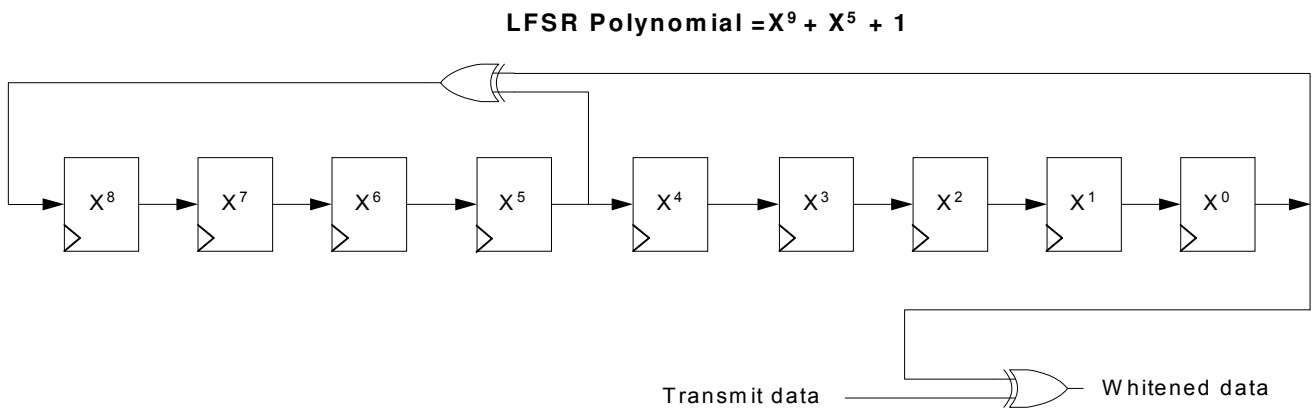 LFSR Polynomial =X⁹ + X⁵ + 1
X⁸ X⁷ X⁶ X⁵ X⁴ X³ X² X¹ X⁰
Transmit data
Whitened data